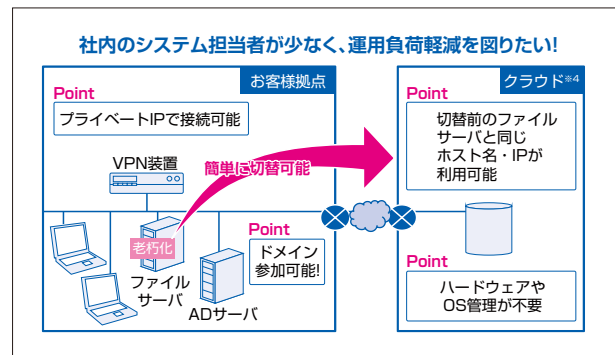 社内のシステム担当者が少なく、運用負荷軽減を図りたい!
お客様拠点
Point
プライベートIPで接続可能
VPN装置
簡単に切替可能
老朽化
ファイル
サーバ
ADサーバ
Point
ドメイン
参加可能!
クラウド※4
Point
切替前のファイル
サーバと同じ
ホスト名・IPが
利用可能
Point
ハードウェアや
OS管理が不要